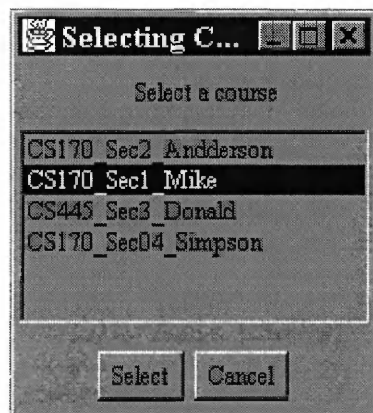 Selecting C...
Select a course
CS170_Sec2_Andderson
CS170_Sec1_Mike
CS445_Sec3_Donald
CS170_Sec04_Simpson
Select Cancel